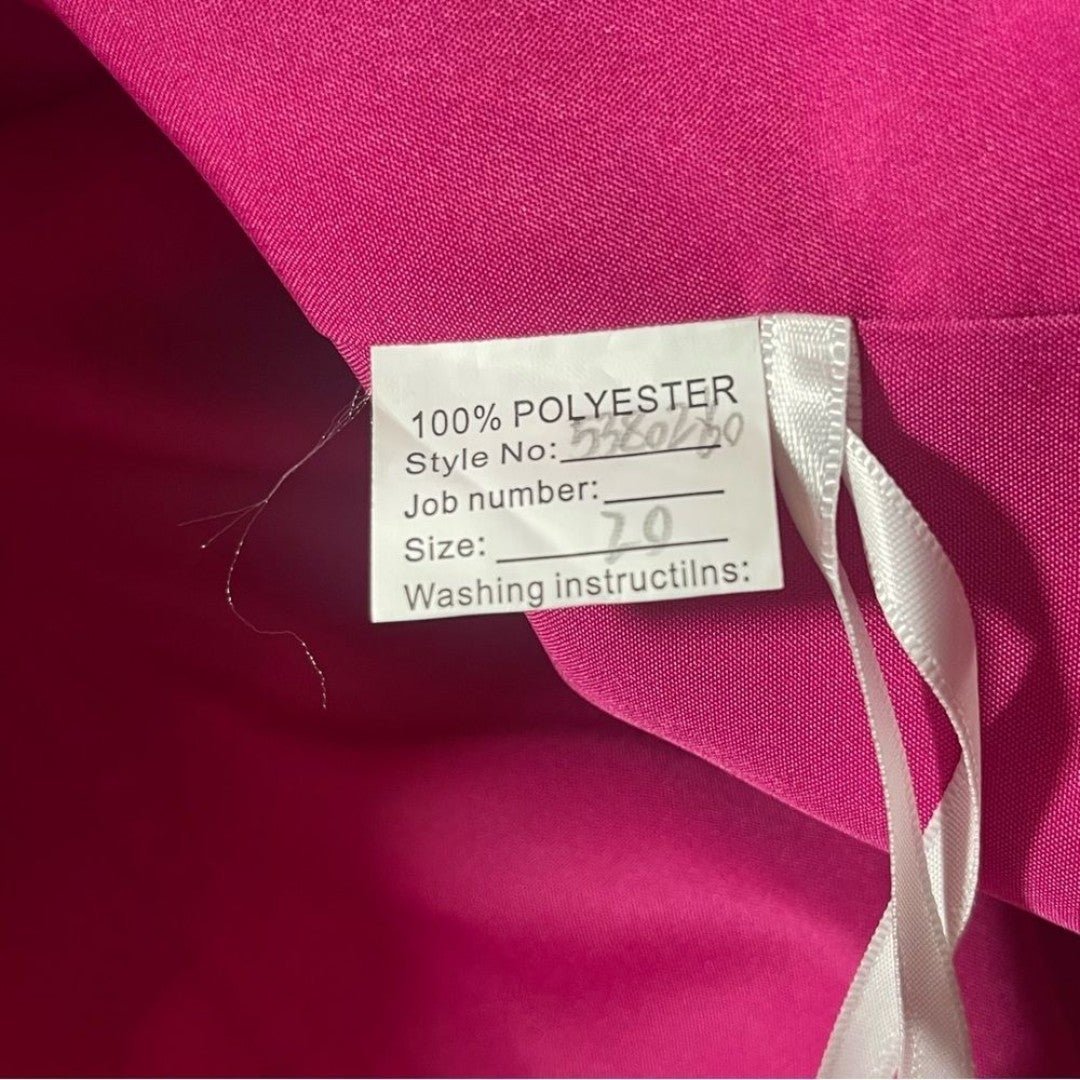 100% POLYESTER
Style No:
Job number:
Size:
Washing instructilns: